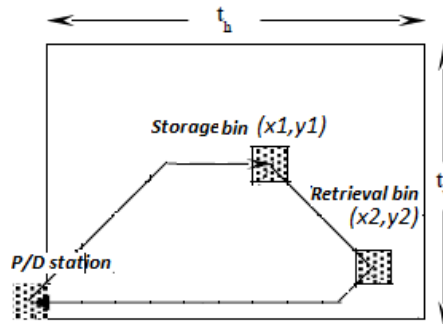 t_h
Storage bin (x1,y1)
t
Retrieval bin
(x2,y2)
P/D station